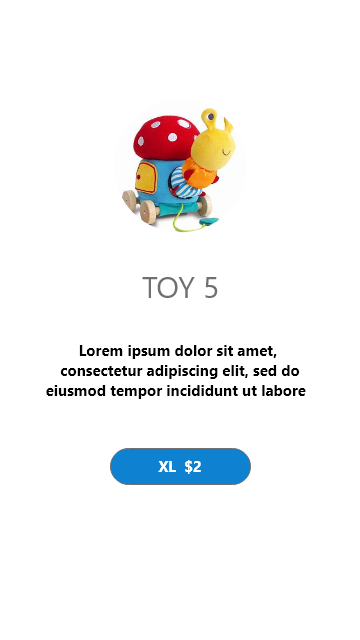 TOY 5
Lorem ipsum dolor sit amet,
consectetur adipiscing elit, sed do
eiusmod tempor incididunt ut labore
XL $2